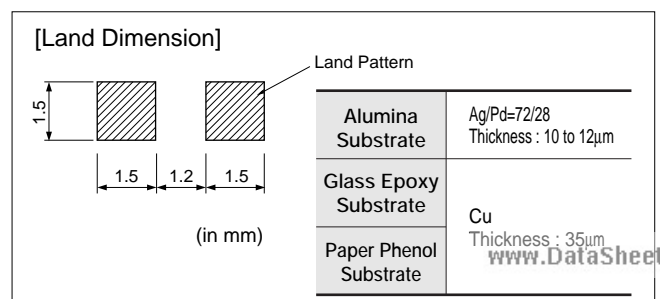 [Land Dimension]
Land Pattern
1.5
1.5
1.2
1.5
(in mm)
Alumina
Substrate
Ag/Pd=72/28
Thickness : 10 to 12µm
Glass Epoxy
Substrate
Cu
Thickness : 35µm
Paper Phenol
Substrate
www.DataSheet